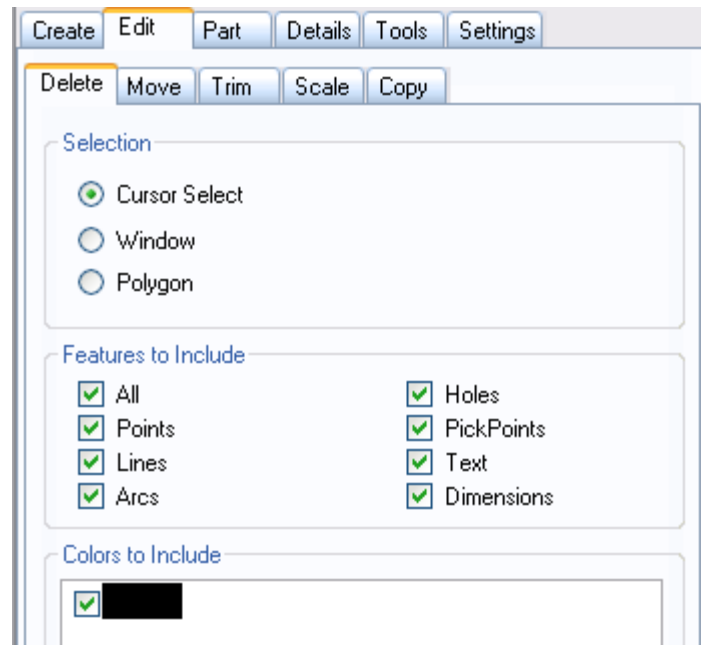 Create Edit Part Details Tools Settings
Delete Move Trim Scale Copy
Selection
Cursor Select
Window
Polygon
Features to Include
All Holes
Points PickPoints
Lines Text
Arcs Dimensions
Colors to Include